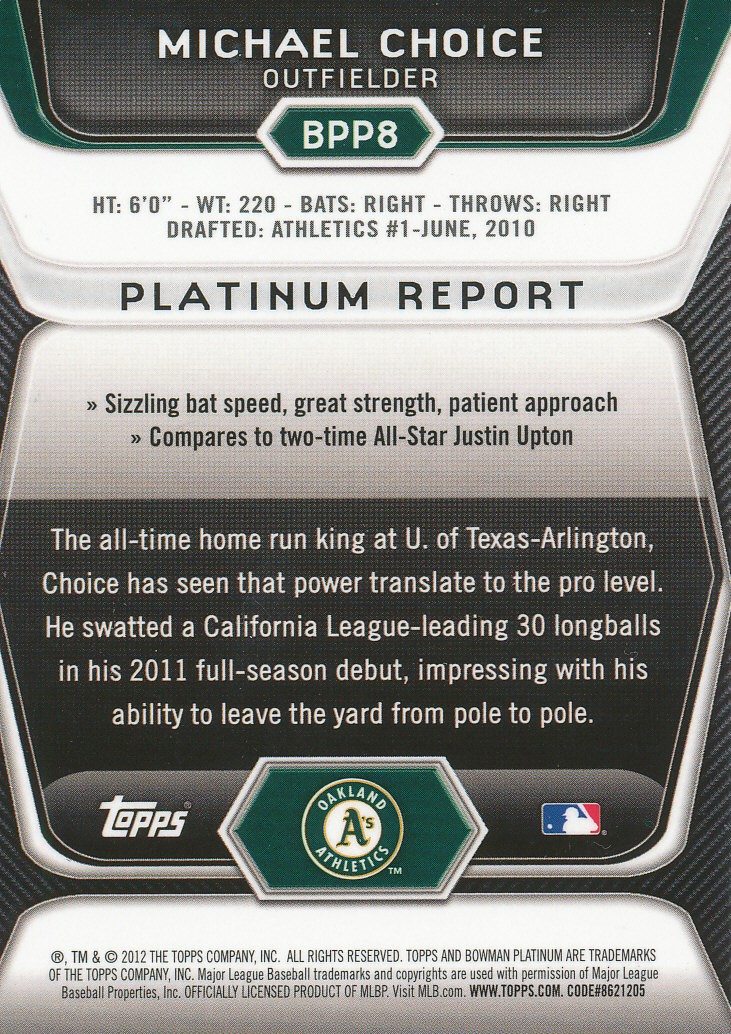 MICHAEL CHOICE
OUTFIELDER
BPP8
HT: 6'0" - WT: 220 - BATS: RIGHT - THROWS: RIGHT
DRAFTED: ATHLETICS #1-JUNE, 2010
PLATINUM REPORT
» Sizzling bat speed, great strength, patient approach
» Compares to two-time All-Star Justin Upton
The all-time home run king at U. of Texas-Arlington,
Choice has seen that power translate to the pro level.
He swatted a California League-leading 30 longballs
in his 2011 full-season debut, impressing with his
ability to leave the yard from pole to pole.
Topps®
OAKLAND
A's
ATHLETICS
TM
®, TM & © 2012 THE TOPPS COMPANY, INC. ALL RIGHTS RESERVED. TOPPS AND BOWMAN PLATINUM ARE TRADEMARKS
OF THE TOPPS COMPANY, INC. Major League Baseball trademarks and copyrights are used with permission of Major League
Baseball Properties, Inc. OFFICIALLY LICENSED PRODUCT OF MLBP. Visit MLB.com. WWW.TOPPS.COM. CODE#8621205